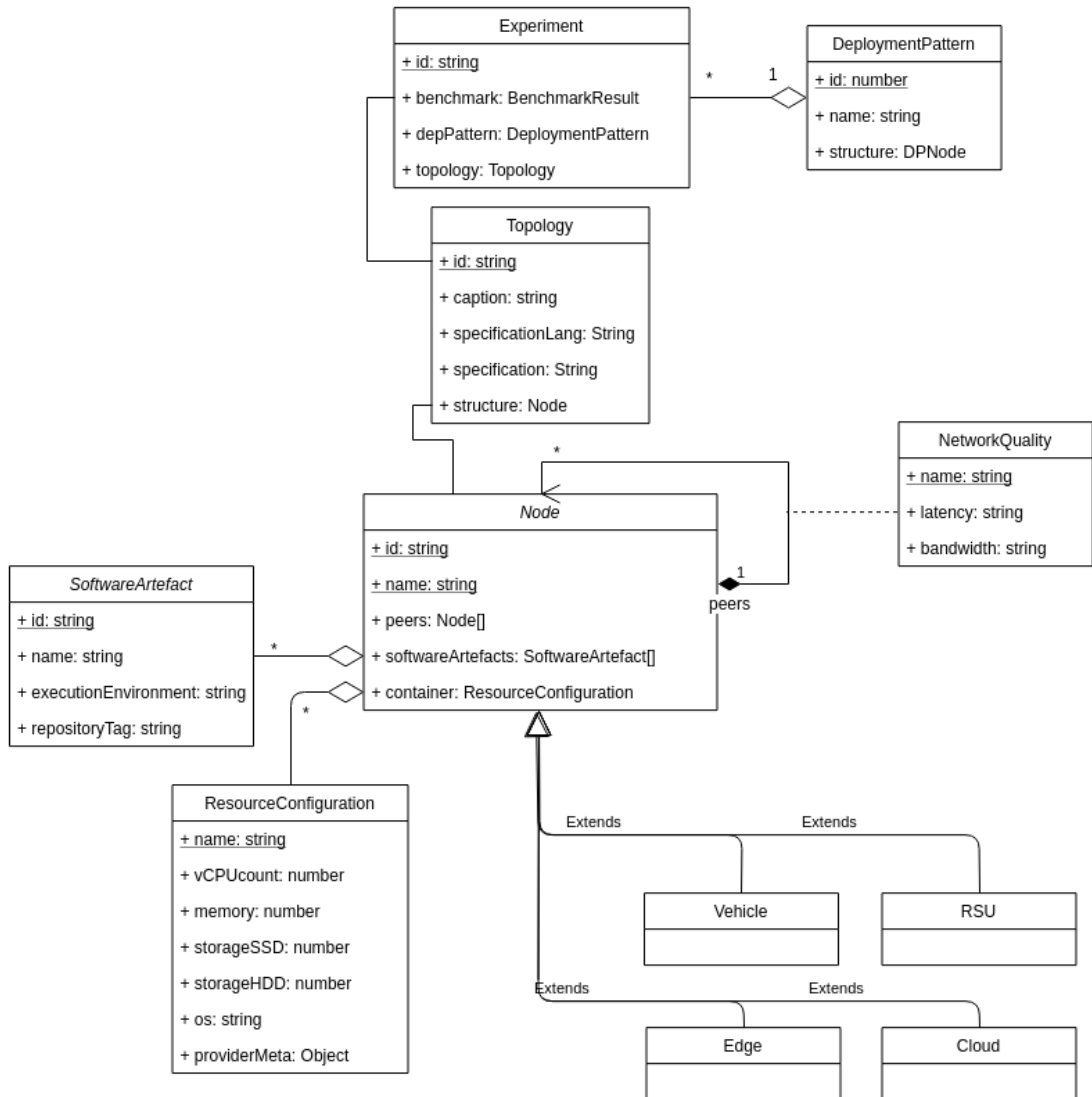 Experiment
+ id: string
+ benchmark: BenchmarkResult
+ depPattern: DeploymentPattern
+ topology: Topology
*
1
DeploymentPattern
+ id: number
+ name: string
+ structure: DPNode
Topology
+ id: string
+ caption: string
+ specificationLang: String
+ specification: String
+ structure: Node
*
NetworkQuality
+ name: string
+ latency: string
+ bandwidth: string
Node
+ id: string
+ name: string
+ peers: Node[]
+ softwareArtefacts: SoftwareArtefact[]
+ container: ResourceConfiguration
1
peers
SoftwareArtefact
+ id: string
+ name: string
+ executionEnvironment: string
+ repositoryTag: string
*
*
ResourceConfiguration
+ name: string
+ vCPUcount: number
+ memory: number
+ storageSSD: number
+ storageHDD: number
+ os: string
+ providerMeta: Object
Extends
Extends
Vehicle
RSU
Extends
Extends
Edge
Cloud